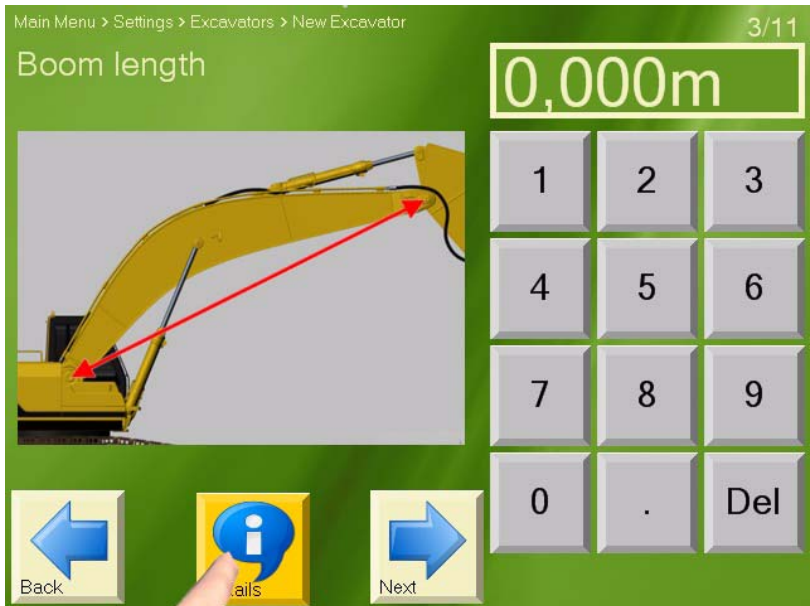 Main Menu > Settings > Excavators > New Excavator
3/11
Boom length
0,000m
1 2 3
4 5 6
7 8 9
0 . Del
Back
ails
Next